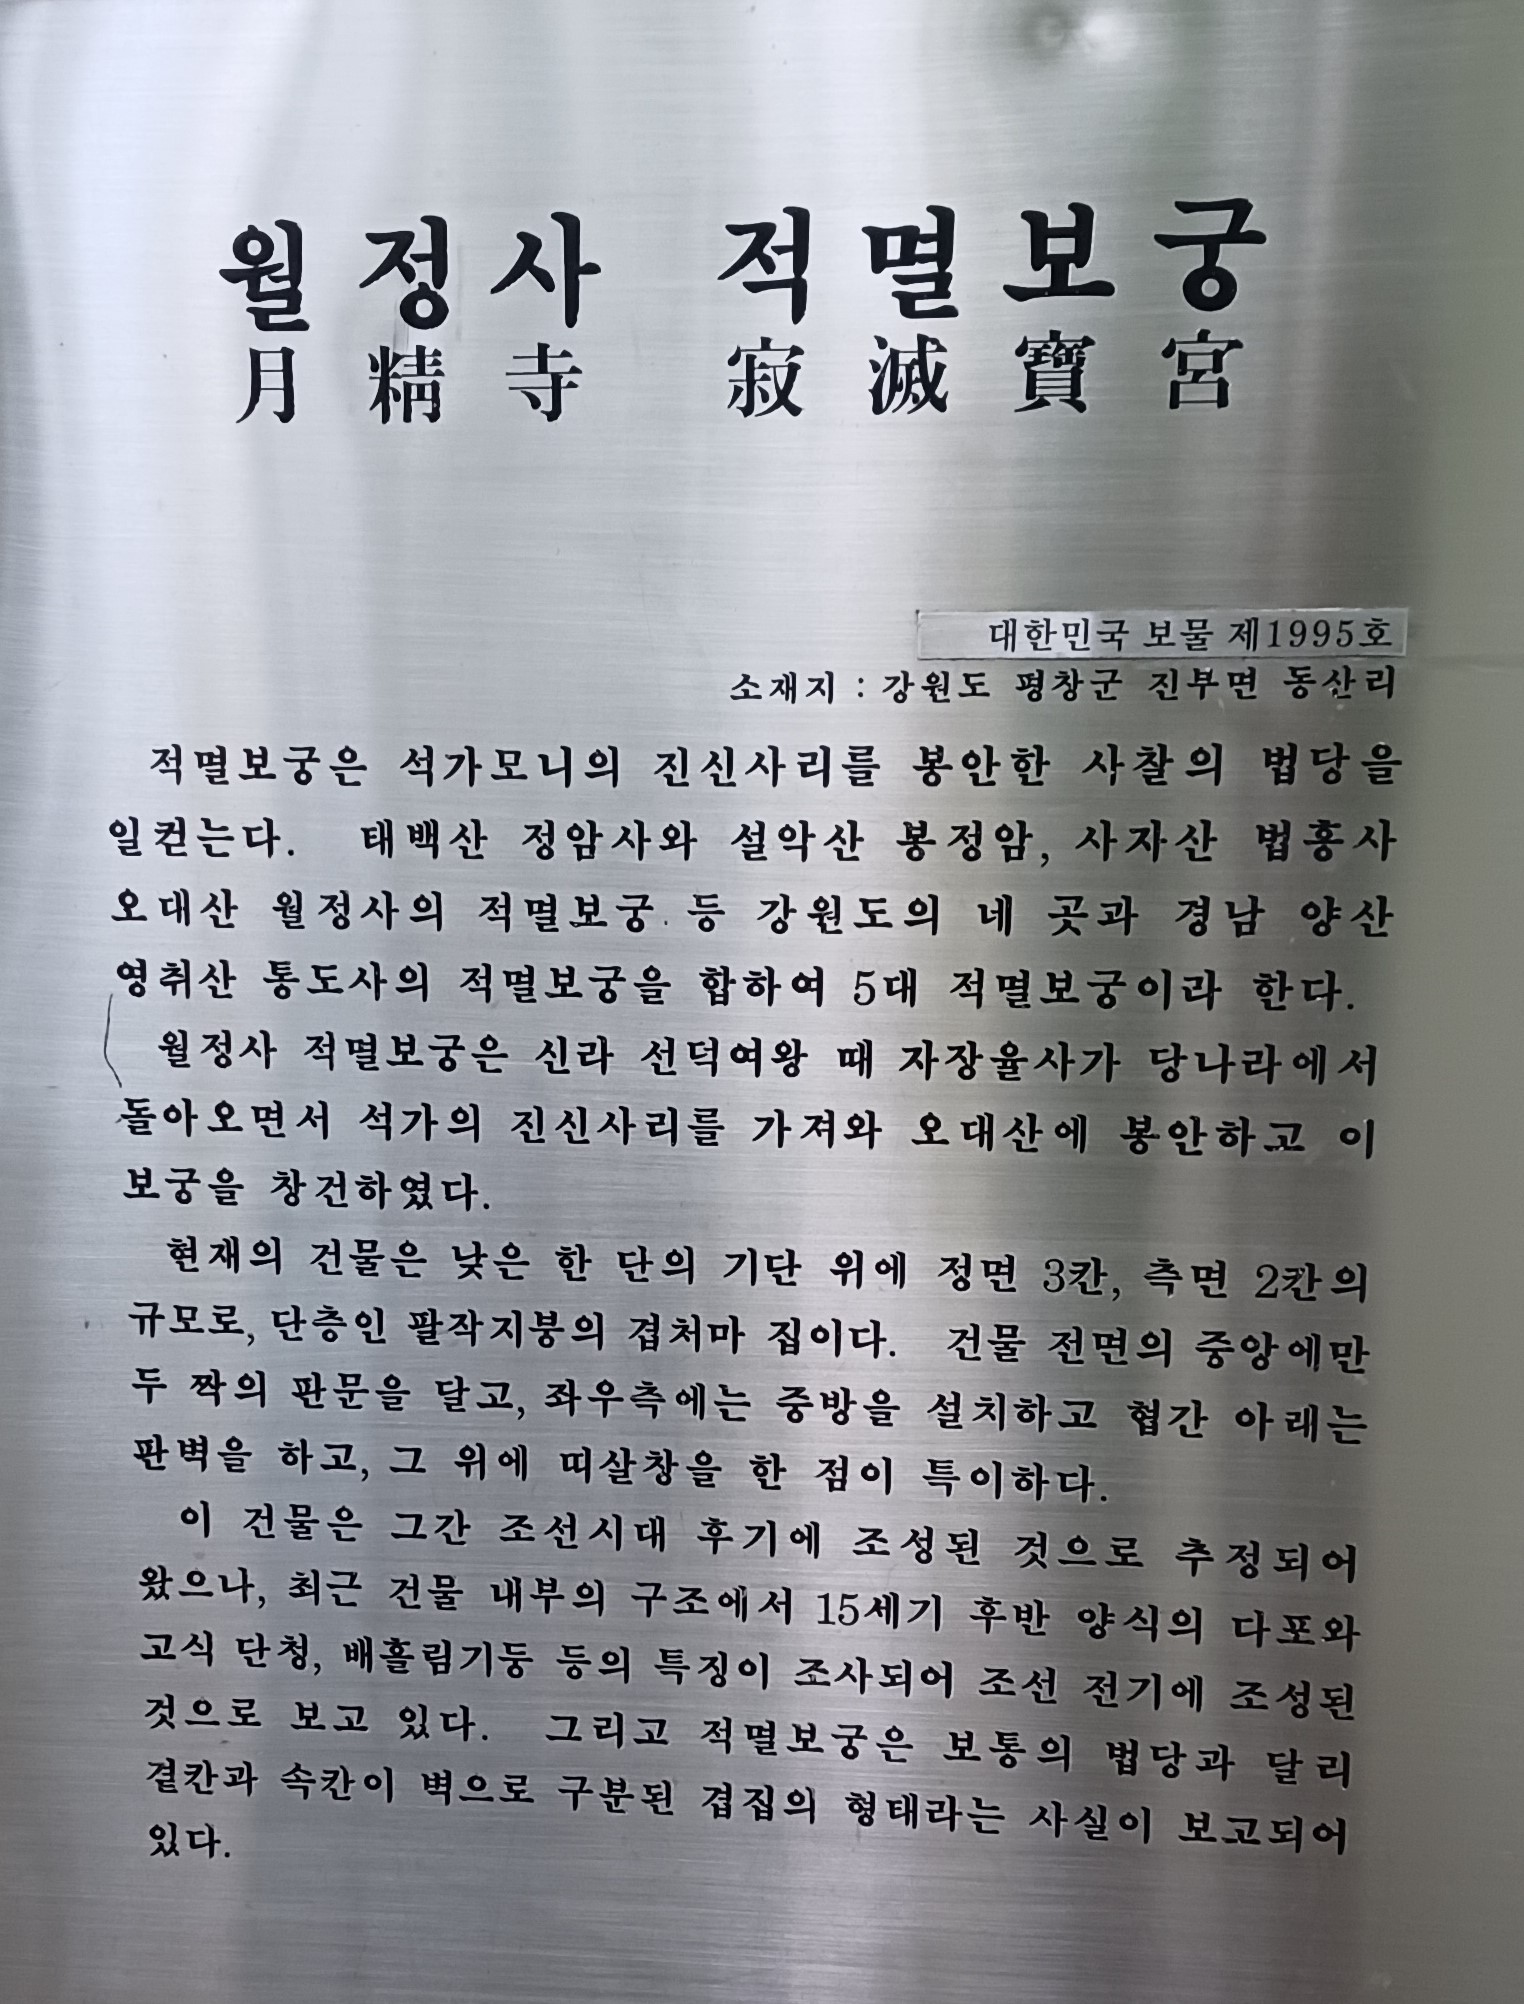 월정사 적멸보궁
月精寺 寂滅寶宮
대한민국 보물 제1995호
소재지 : 강원도 평창군 진부면 동산리
적멸보궁은 석가모니의 진신사리를 봉안한 사찰의 법당을
일컫는다. 태백산 정암사와 설악산 봉정암, 사자산 법흥사
오대산 월정사의 적멸보궁 등 강원도의 네 곳과 경남 양산
영취산 통도사의 적멸보궁을 합하여 5대 적멸보궁이라 한다.
월정사 적멸보궁은 신라 선덕여왕 때 자장율사가 당나라에서
돌아오면서 석가의 진신사리를 가져와 오대산에 봉안하고 이
보궁을 창건하였다.
현재의 건물은 낮은 한 단의 기단 위에 정면 3칸, 측면 2칸의
규모로, 단층인 팔작지붕의 겹처마 집이다. 건물 전면의 중앙에만
두 짝의 판문을 달고, 좌우측에는 중방을 설치하고 협간 아래는
판벽을 하고, 그 위에 띠살창을 한 점이 특이하다.
이 건물은 그간 조선시대 후기에 조성된 것으로 추정되어
왔으나, 최근 건물 내부의 구조에서 15세기 후반 양식의 다포와
고식 단청, 배흘림기둥 등의 특징이 조사되어 조선 전기에 조성된
것으로 보고 있다. 그리고 적멸보궁은 보통의 법당과 달리
곁칸과 속칸이 벽으로 구분된 겹집의 형태라는 사실이 보고되어
있다.